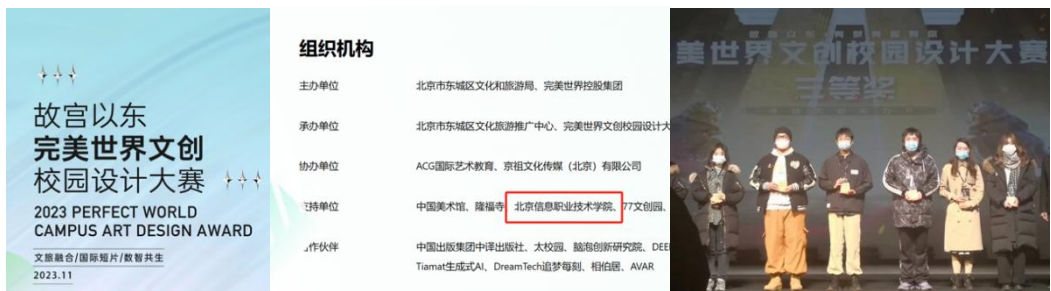 故宫以东
完美世界文创
校园设计大赛
2023 PERFECT WORLD
CAMPUS ART DESIGN AWARD
文旅融合/国际短片/数智共生
2023.11
组织机构
主办单位 北京市东城区文化和旅游局、完美世界控股集团
承办单位 北京市东城区文化旅游推广中心、完美世界文创校园设计大
协办单位 ACG国际艺术教育、京祖文化传媒（北京）有限公司
持单位 中国美术馆、隆福寺、北京信息职业技术学院、77文创园、
作伙伴 中国出版集团中译出版社、太校园、脑泡创新研究院、DEE
Tiamat生成式AI、DreamTech追梦每刻、相伯居、AVAR
美世界文创校园设计大赛
三等奖